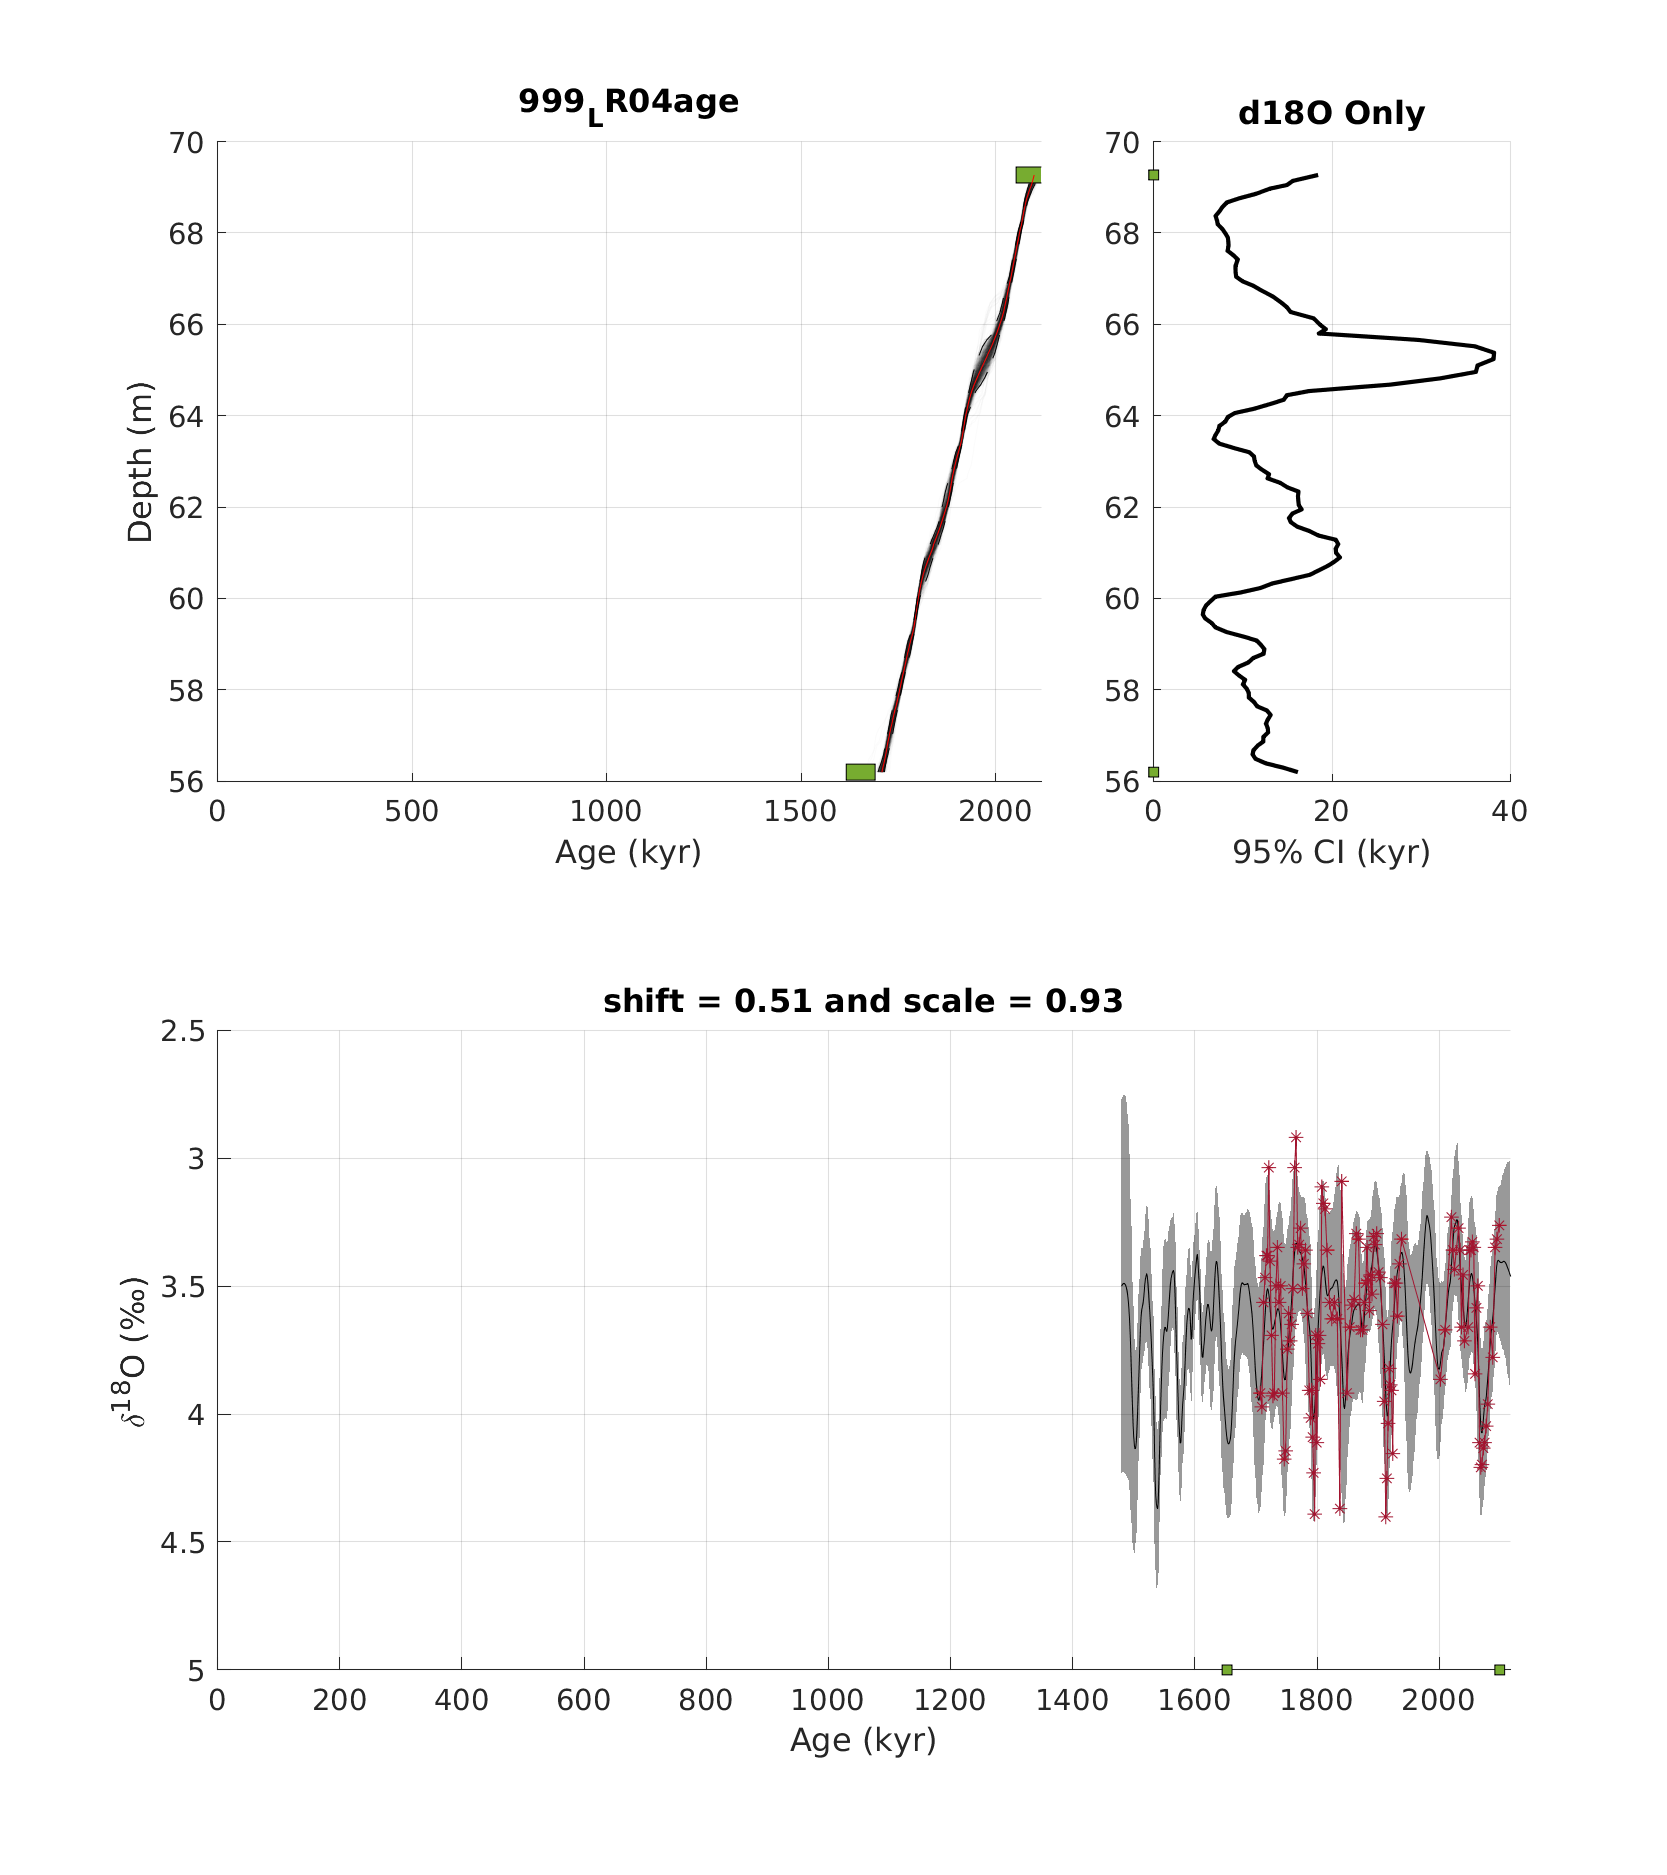 999LR04age
70
68
66
64
62
60
58
56
Depth (m)
0 500 1000 1500 2000
Age (kyr)
d18O Only
70
68
66
64
62
60
58
56
0 20 40
95% CI (kyr)
shift = 0.51 and scale = 0.93
2.5
3
3.5
4
4.5
5
δ18O (‰)
0 200 400 600 800 1000 1200 1400 1600 1800 2000
Age (kyr)